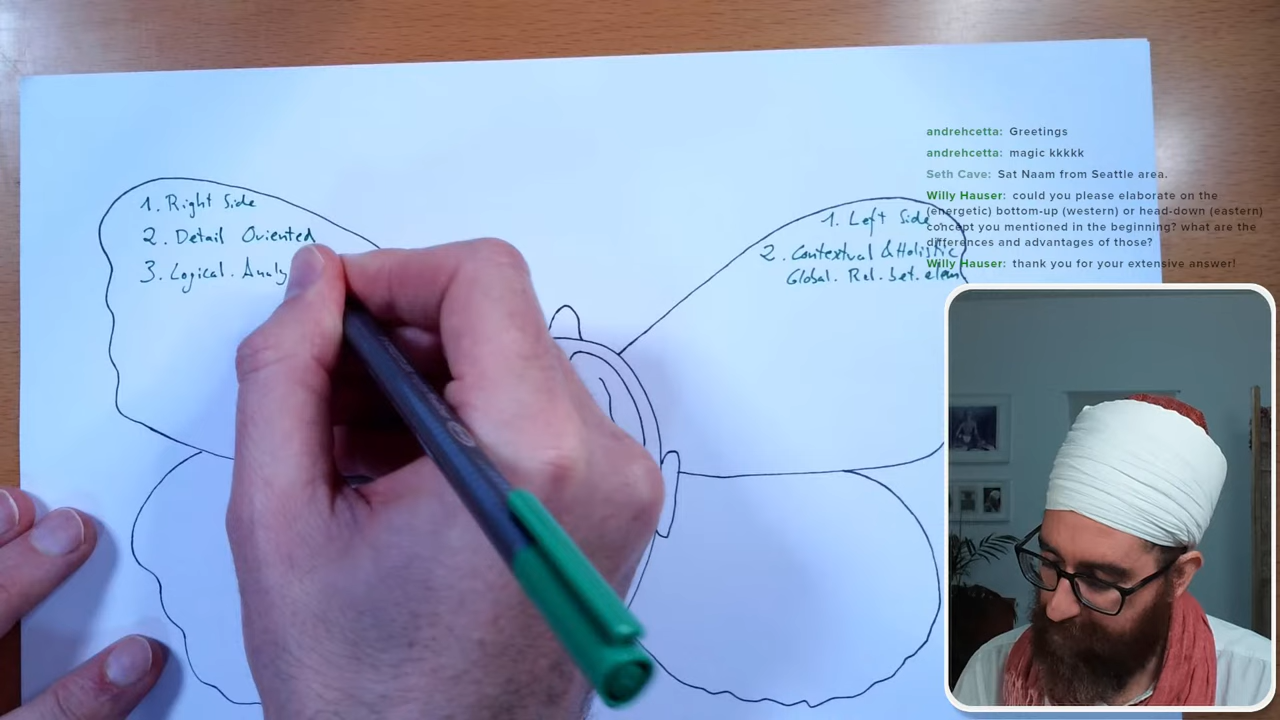 1. Right Side
2. Detail Oriented
3. Logical. Analy
1. Left Side
2. Contextual & Holistic
Global. Rel. bet. elem
andrehcetta: Greetings
andrehcetta: magic kkkkk
Seth Cave: Sat Naam from Seattle area.
Willy Hauser: could you please elaborate on the
(energetic) bottom-up (western) or head-down (eastern)
concept you mentioned in the beginning? what are the
differences and advantages of those?
Willy Hauser: thank you for your extensive answer!